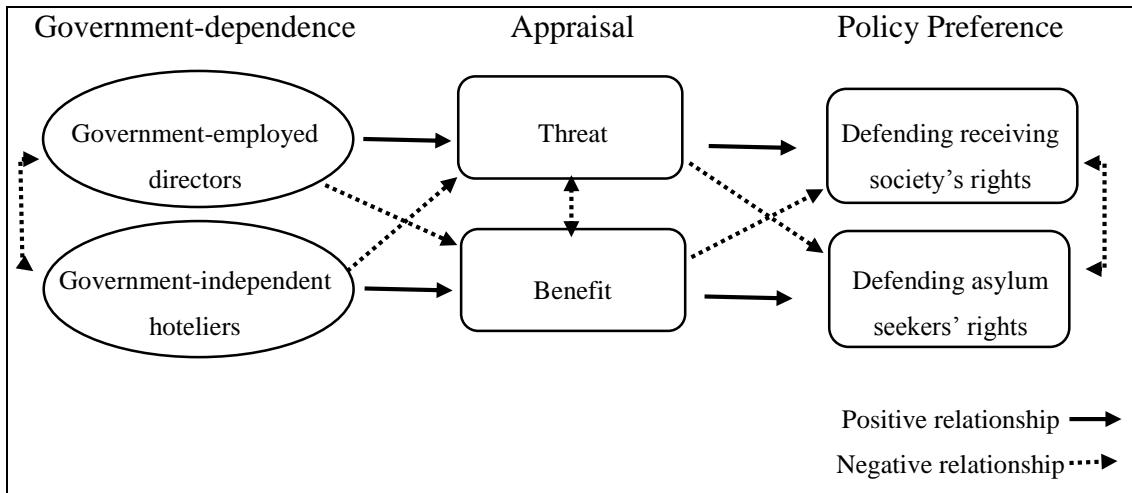 Government-dependence
Appraisal
Policy Preference
Government-employed
directors
Threat
Defending receiving
society’s rights
Government-independent
hoteliers
Benefit
Defending asylum
seekers’ rights
Positive relationship
Negative relationship